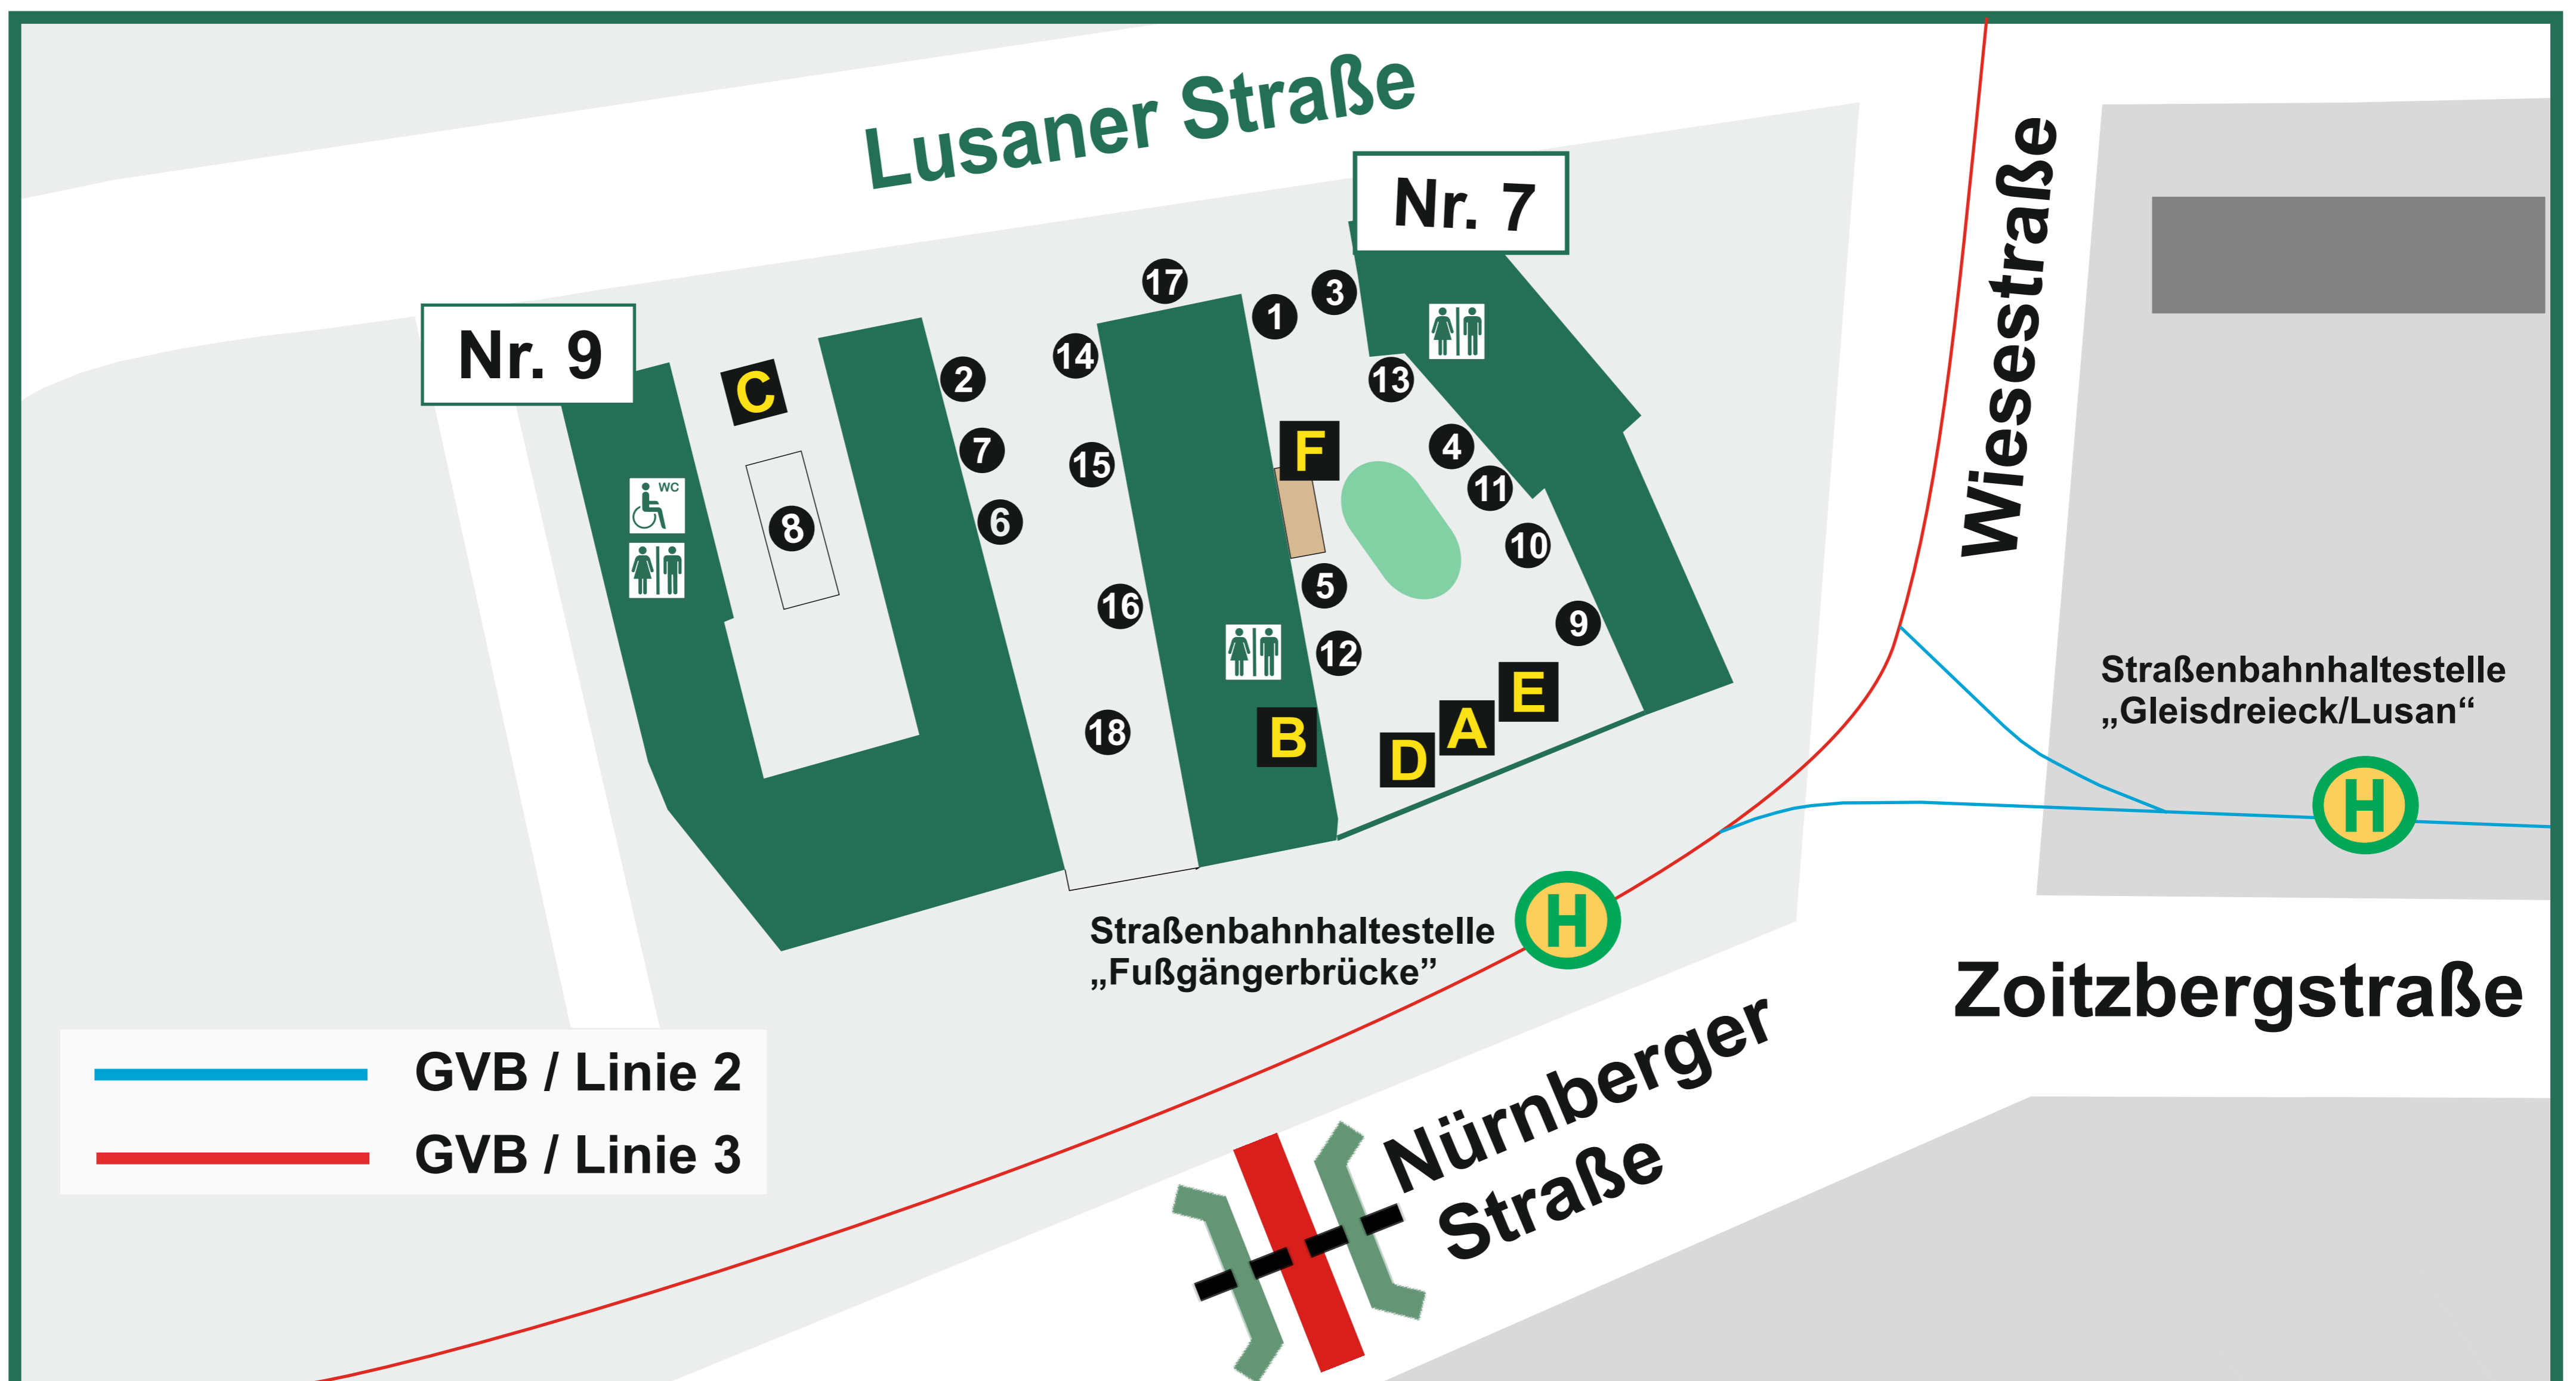 Lusaner Straße
Nr. 7
Wiesestraße
Nr. 9
17
3
1
14
2
C
13
7
15
F
4
11
6
8
WC
10
5
16
12
9
18
B
D
A
E
Straßenbahnhaltestelle
„Gleisdreieck/Lusan“
H
H
Straßenbahnhaltestelle
„Fußgängerbrücke”
Zoitzbergstraße
Nürnberger
Straße
GVB / Linie 2
GVB / Linie 3